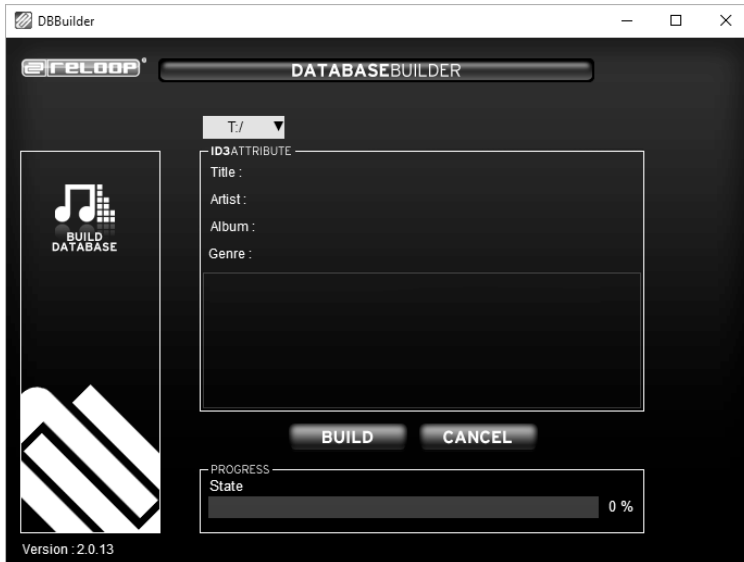 DBBuilder
RELOOP®
DATABASEBUILDER
T:/
ID3ATTRIBUTE
Title :
Artist :
Album :
Genre :
BUILD
DATABASE
BUILD CANCEL
PROGRESS
State
0 %
Version : 2.0.13